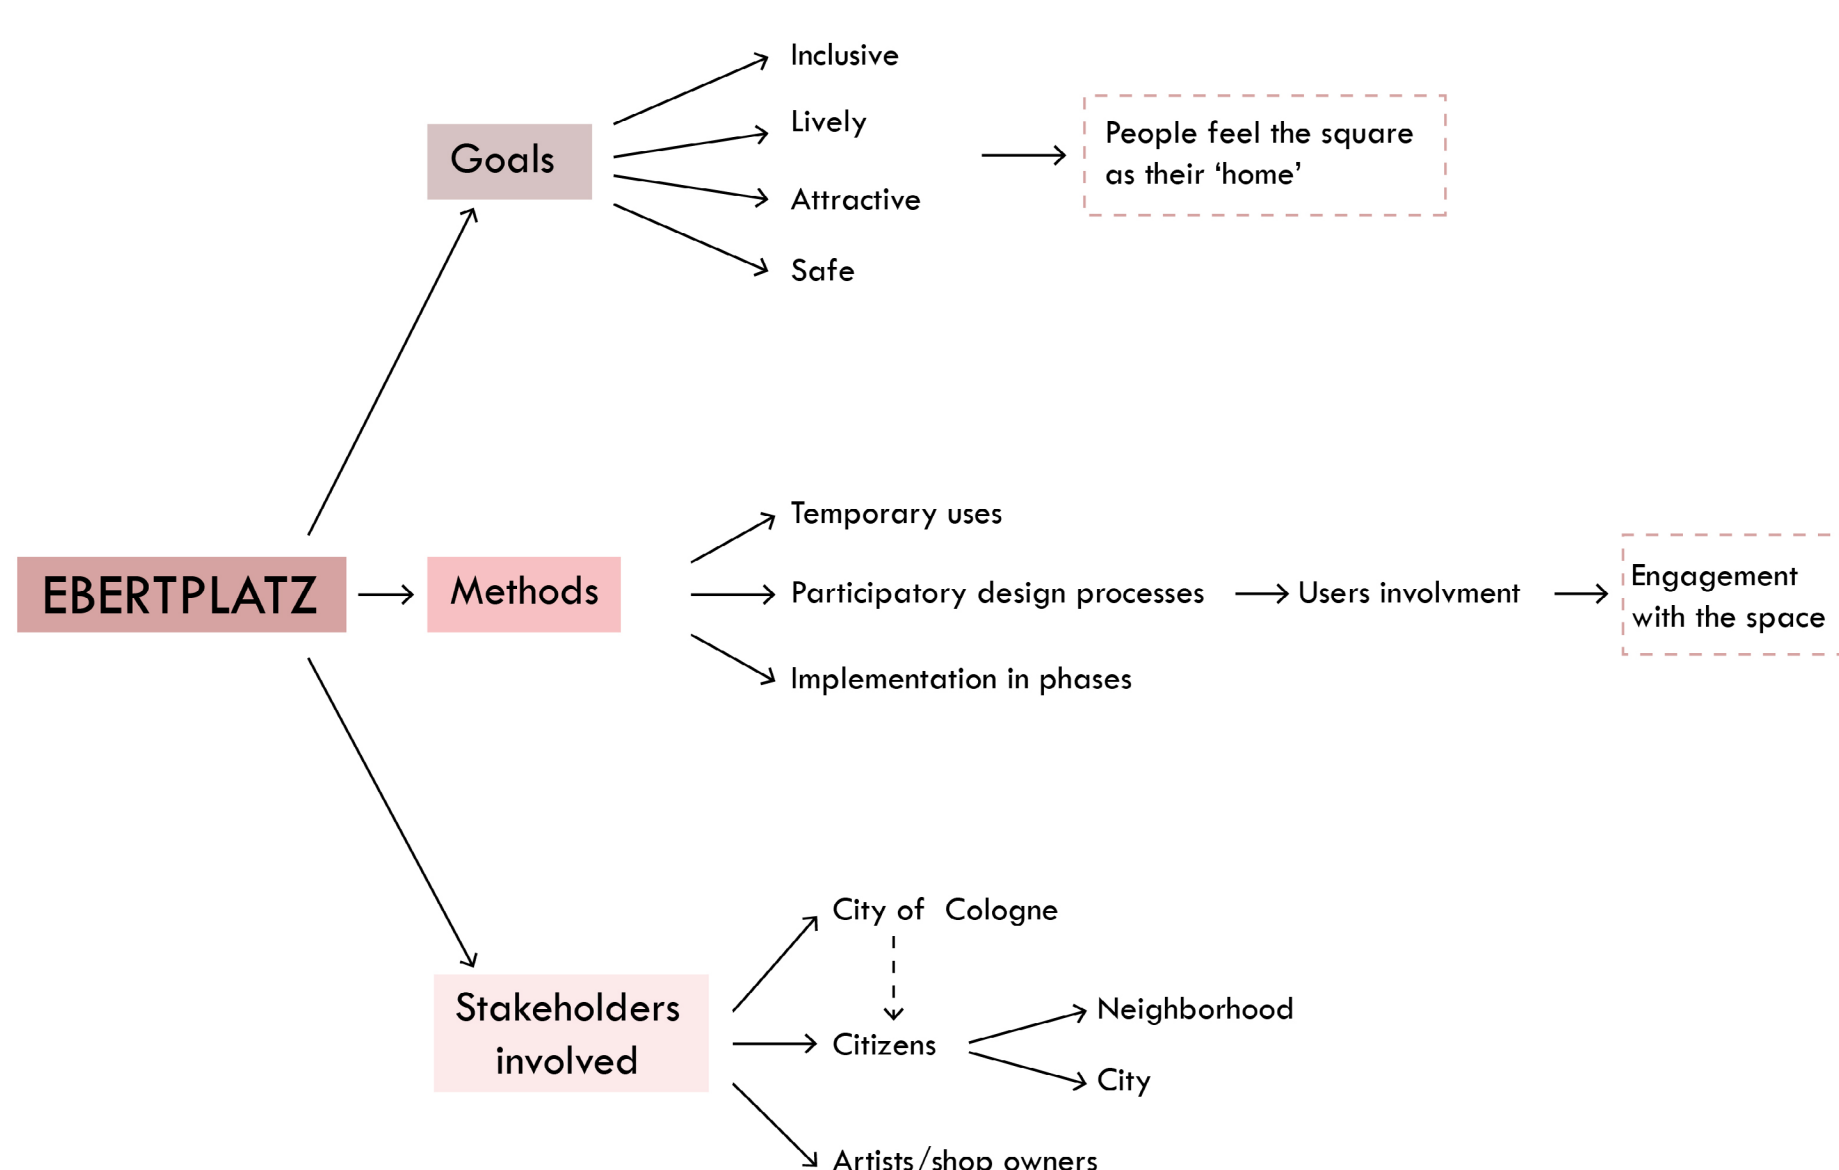 Inclusive
Lively
Goals
People feel the square
as their ‘home’
Attractive
Safe
Temporary uses
EBERTPLATZ
Methods
Participatory design processes
Users involvment
Engagement
with the space
Implementation in phases
City of Cologne
Stakeholders
involved
Neighborhood
Citizens
City
Artists/shop owners